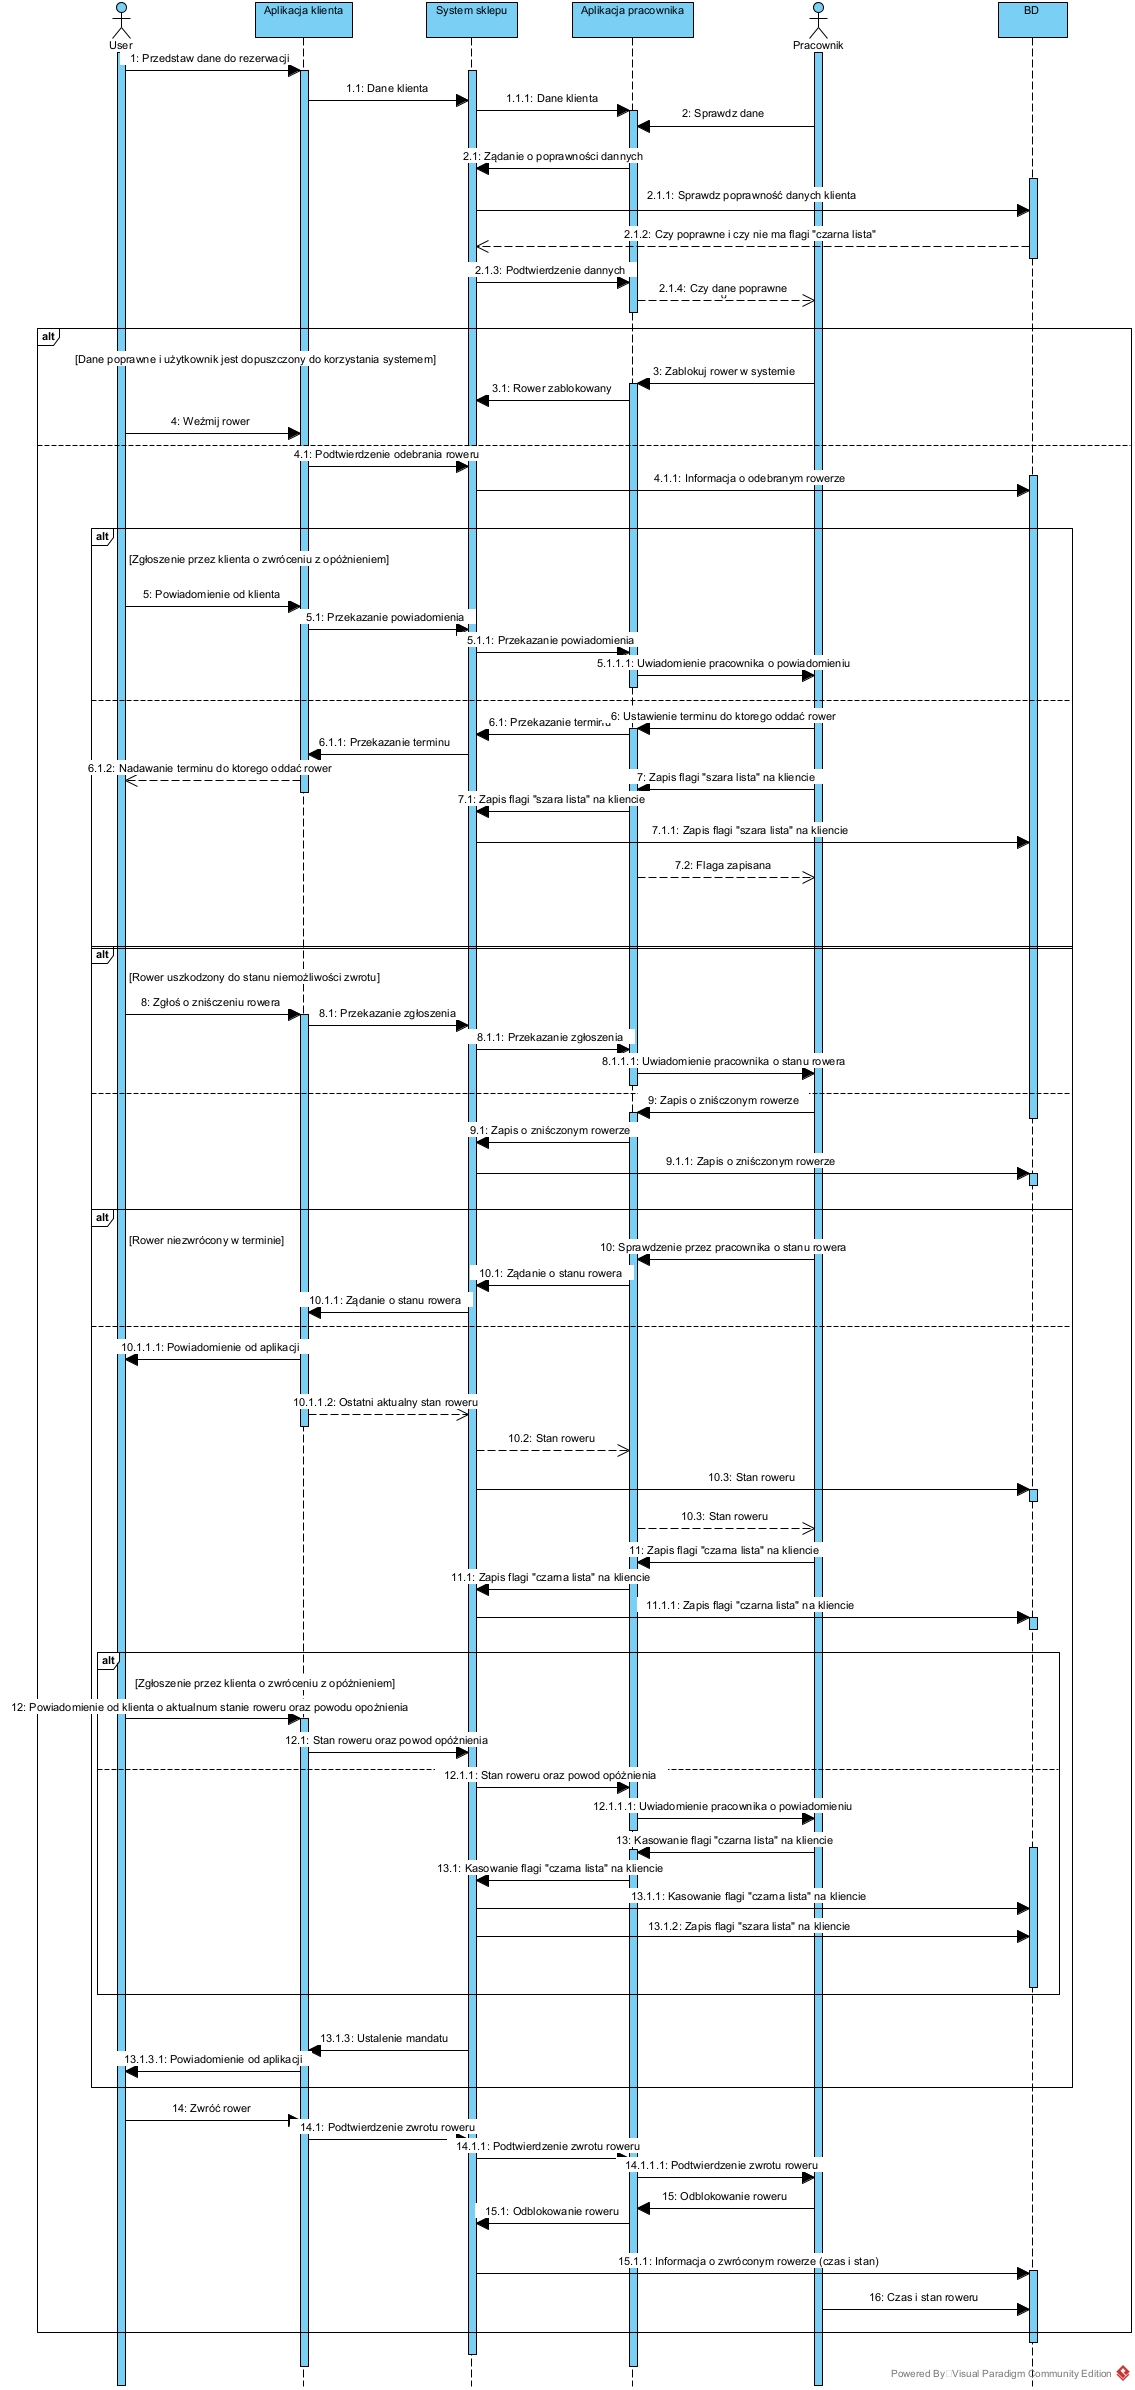 Aplikacja klienta
System sklepu
Aplikacja pracownika
BD
User
Pracownik
1: Przedstaw dane do rezerwacji
1.1: Dane klienta
1.1.1: Dane klienta
2: Sprawdz dane
2.1: Ządanie o poprawności dannych
2.1.1: Sprawdz poprawność danych klienta
2.1.2: Czy poprawne i czy nie ma flagi "czarna lista"
2.1.3: Podtwierdzenie dannych
2.1.4: Czy dane poprawne
alt
[Dane poprawne i użytkownik jest dopuszczony do korzystania systemem]
3: Zablokuj rower w systemie
3.1: Rower zablokowany
4: Weźmij rower
4.1: Podtwierdzenie odebrania roweru
4.1.1: Informacja o odebranym rowerze
alt
[Zgłoszenie przez klienta o zwróceniu z opóźnieniem]
5: Powiadomienie od klienta
5.1: Przekazanie powiadomienia
5.1.1: Przekazanie powiadomienia
5.1.1.1: Uwiadomienie pracownika o powiadomieniu
6: Ustawienie terminu do ktorego oddać rower
6.1: Przekazanie terminu
6.1.1: Przekazanie terminu
6.1.2: Nadawanie terminu do ktorego oddać rower
7: Zapis flagi "szara lista" na kliencie
7.1: Zapis flagi "szara lista" na kliencie
7.1.1: Zapis flagi "szara lista" na kliencie
7.2: Flaga zapisana
alt
[Rower uszkodzony do stanu niemożliwości zwrotu]
8: Zgłoś o zniściczeniu rowera
8.1: Przekazanie zgłoszenia
8.1.1: Przekazanie zgłoszenia
8.1.1.1: Uwiadomienie pracownika o stanu rowera
9: Zapis o zniśczonym rowerze
9.1: Zapis o zniśczonym rowerze
9.1.1: Zapis o zniśczonym rowerze
alt
[Rower niezwrócony w terminie]
10: Sprawdzenie przez pracownika o stanu rowera
10.1: Ządanie o stanu rowera
10.1.1: Ządanie o stanu rowera
10.1.1.1: Powiadomienie od aplikacji
10.1.1.2: Ostatni aktualny stan roweru
10.2: Stan roweru
10.3: Stan roweru
10.3: Stan roweru
11: Zapis flagi "czarna lista" na kliencie
11.1: Zapis flagi "czarna lista" na kliencie
11.1.1: Zapis flagi "czarna lista" na kliencie
alt
[Zgłoszenie przez klienta o zwróceniu z opóźnieniem]
12: Powiadomienie od klienta o aktualnum stanie roweru oraz powodu opoźnienia
12.1: Stan roweru oraz powod opóźnienia
12.1.1: Stan roweru oraz powod opóźnienia
12.1.1.1: Uwiadomienie pracownika o powiadomieniu
13: Kasowanie flagi "czarna lista" na kliencie
13.1: Kasowanie flagi "czarna lista" na kliencie
13.1.1: Kasowanie flagi "czarna lista" na kliencie
13.1.2: Zapis flagi "szara lista" na kliencie
13.1.3: Ustalenie mandatu
13.1.3.1: Powiadomienie od aplikacji
14: Zwróć rower
14.1: Podtwierdzenie zwrotu roweru
14.1.1: Podtwierdzenie zwrotu roweru
14.1.1.1: Podtwierdzenie zwrotu roweru
15: Odblokowanie roweru
15.1: Odblokowanie roweru
15.1.1: Informacja o zwróconym rowerze (czas i stan)
16: Czas i stan roweru
Powered By Visual Paradigm Community Edition